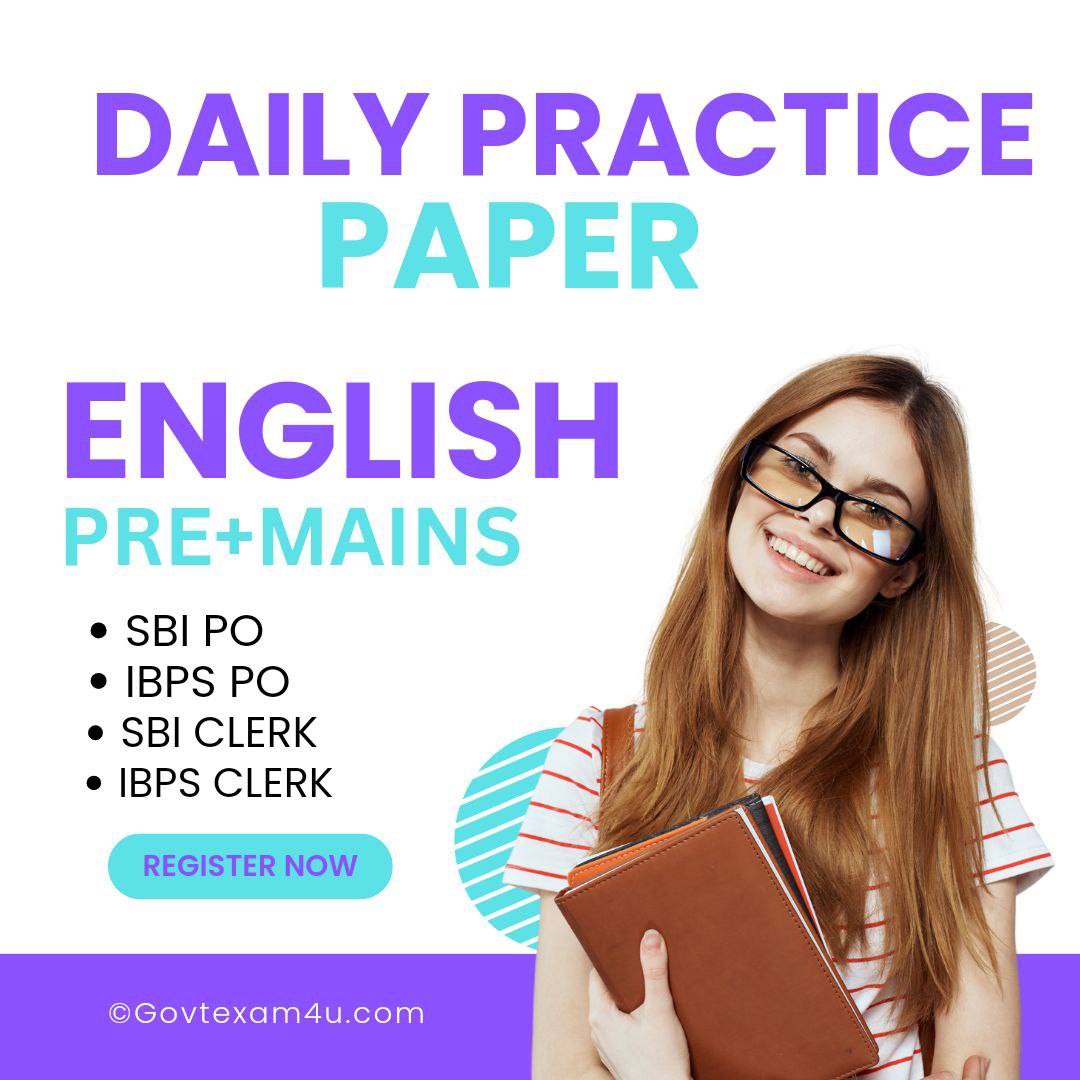 DAILY PRACTICE
PAPER
ENGLISH
PRE+MAINS
• SBI PO
• IBPS PO
• SBI CLERK
• IBPS CLERK
REGISTER NOW
©Govtexam4u.com